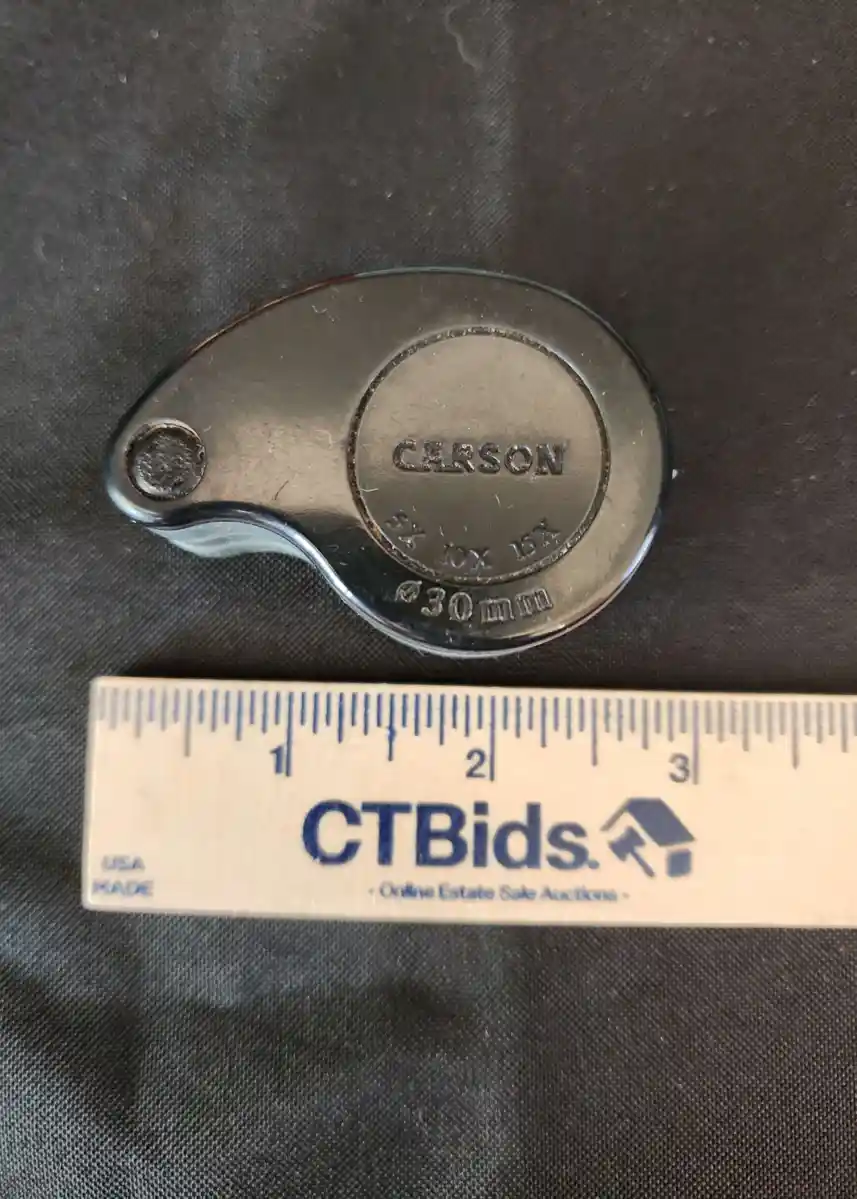 CARSON
5X 10X 15X
ø30mm
1 2 3
CTBids.
USA
MADE
- Online Estate Sale Auctions -